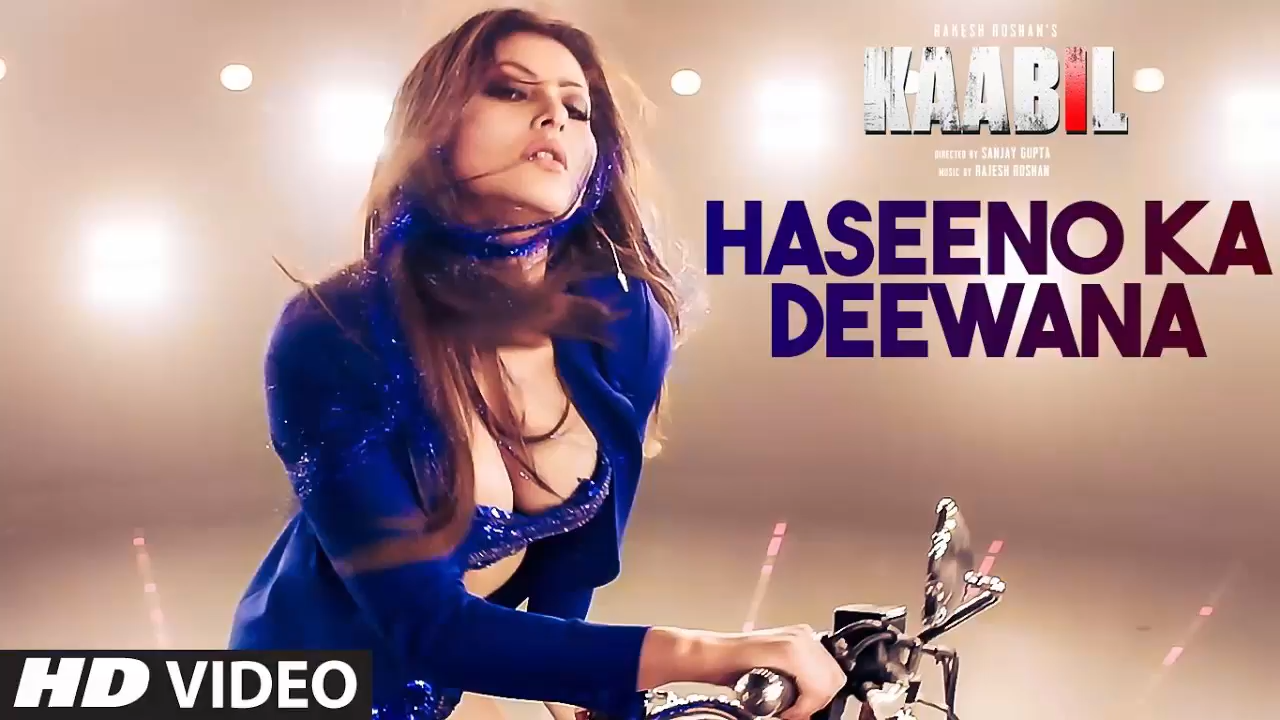 RAKESH ROSHAN'S
KAABIL
DIRECTED BY SANJAY GUPTA
MUSIC BY RAJESH ROSHAN
HASEENO KA
DEEWANA
HD VIDEO